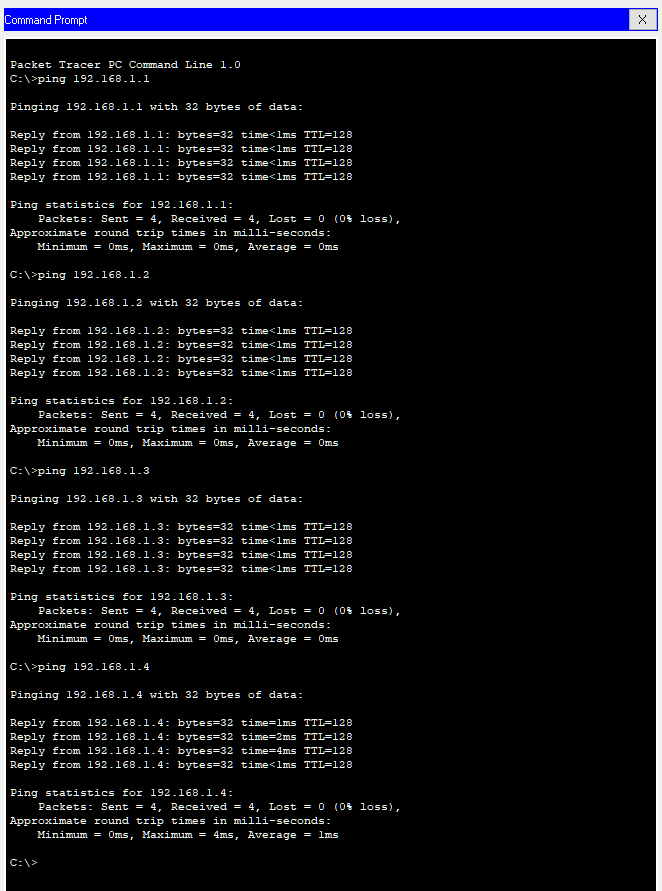 Command Prompt
X
Packet Tracer PC Command Line 1.0
C:\>ping 192.168.1.1
Pinging 192.168.1.1 with 32 bytes of data:
Reply from 192.168.1.1: bytes=32 time<1ms TTL=128
Reply from 192.168.1.1: bytes=32 time<1ms TTL=128
Reply from 192.168.1.1: bytes=32 time<1ms TTL=128
Reply from 192.168.1.1: bytes=32 time<1ms TTL=128
Ping statistics for 192.168.1.1:
    Packets: Sent = 4, Received = 4, Lost = 0 (0% loss),
Approximate round trip times in milli-seconds:
    Minimum = 0ms, Maximum = 0ms, Average = 0ms
C:\>ping 192.168.1.2
Pinging 192.168.1.2 with 32 bytes of data:
Reply from 192.168.1.2: bytes=32 time<1ms TTL=128
Reply from 192.168.1.2: bytes=32 time<1ms TTL=128
Reply from 192.168.1.2: bytes=32 time<1ms TTL=128
Reply from 192.168.1.2: bytes=32 time<1ms TTL=128
Ping statistics for 192.168.1.2:
    Packets: Sent = 4, Received = 4, Lost = 0 (0% loss),
Approximate round trip times in milli-seconds:
    Minimum = 0ms, Maximum = 0ms, Average = 0ms
C:\>ping 192.168.1.3
Pinging 192.168.1.3 with 32 bytes of data:
Reply from 192.168.1.3: bytes=32 time<1ms TTL=128
Reply from 192.168.1.3: bytes=32 time<1ms TTL=128
Reply from 192.168.1.3: bytes=32 time<1ms TTL=128
Reply from 192.168.1.3: bytes=32 time<1ms TTL=128
Ping statistics for 192.168.1.3:
    Packets: Sent = 4, Received = 4, Lost = 0 (0% loss),
Approximate round trip times in milli-seconds:
    Minimum = 0ms, Maximum = 0ms, Average = 0ms
C:\>ping 192.168.1.4
Pinging 192.168.1.4 with 32 bytes of data:
Reply from 192.168.1.4: bytes=32 time=1ms TTL=128
Reply from 192.168.1.4: bytes=32 time=2ms TTL=128
Reply from 192.168.1.4: bytes=32 time=4ms TTL=128
Reply from 192.168.1.4: bytes=32 time<1ms TTL=128
Ping statistics for 192.168.1.4:
    Packets: Sent = 4, Received = 4, Lost = 0 (0% loss),
Approximate round trip times in milli-seconds:
    Minimum = 0ms, Maximum = 4ms, Average = 1ms
C:\>